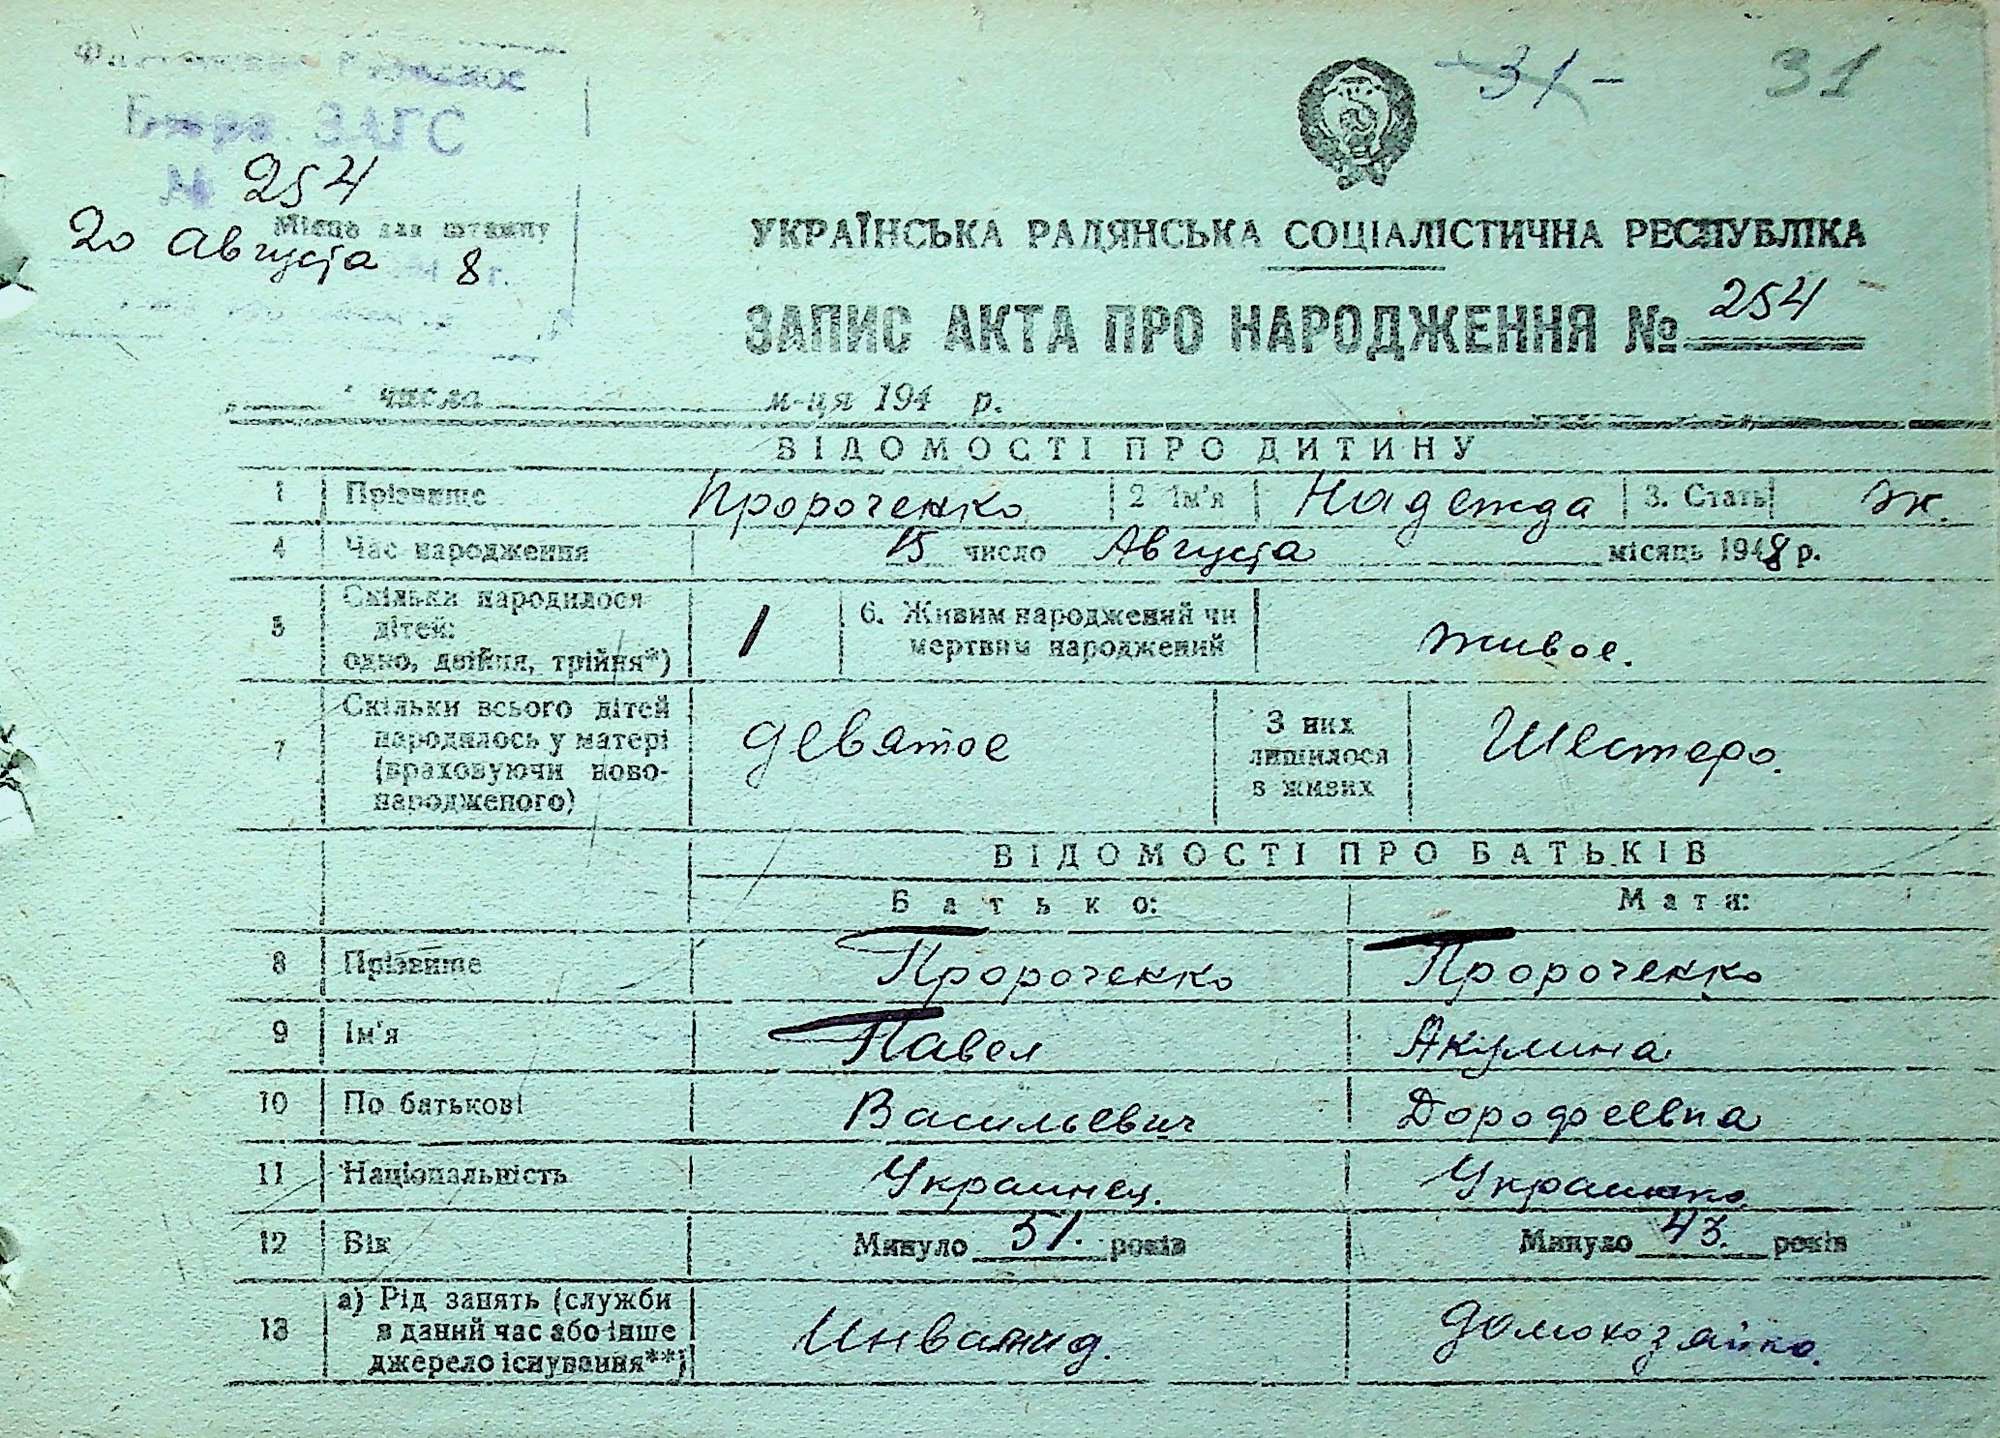 -31- 31
Бюро ЗАГС
№ 254
Місце для штампу
20 Августа 8 г.
УКРАЇНСЬКА РАДЯНСЬКА СОЦІАЛІСТИЧНА РЕСПУБЛІКА
ЗАПИС АКТА ПРО НАРОДЖЕННЯ № 254
„ числа м-ця 194 р.
ВІДОМОСТІ ПРО ДИТИНУ
1 Прізвище Пророченко 2 Ім'я Надежда 3. Стать ж.
4 Час народження 15 число Августа місяць 1948 р.
5 Скільки народилося дітей: одно, двійня, трійня*) 1 6. Живим народжений чи мертвим народжений живое.
7 Скільки всього дітей народилось у матері (враховуючи новонародженого) девятое З них лишилося в живих Шестеро.
ВІДОМОСТІ ПРО БАТЬКІВ
Батько: Мати:
8 Прізвище Пророченко Пророченко
9 Ім'я Павел Акулина
10 По батькові Васильевич Дорофеевна
11 Національність Украинец. Украинка.
12 Вік Минуло 51. років Минуло 43. років
13 а) Рід занять (служби в даний час або інше джерело існування**) Инвалид. Домохозяйка.